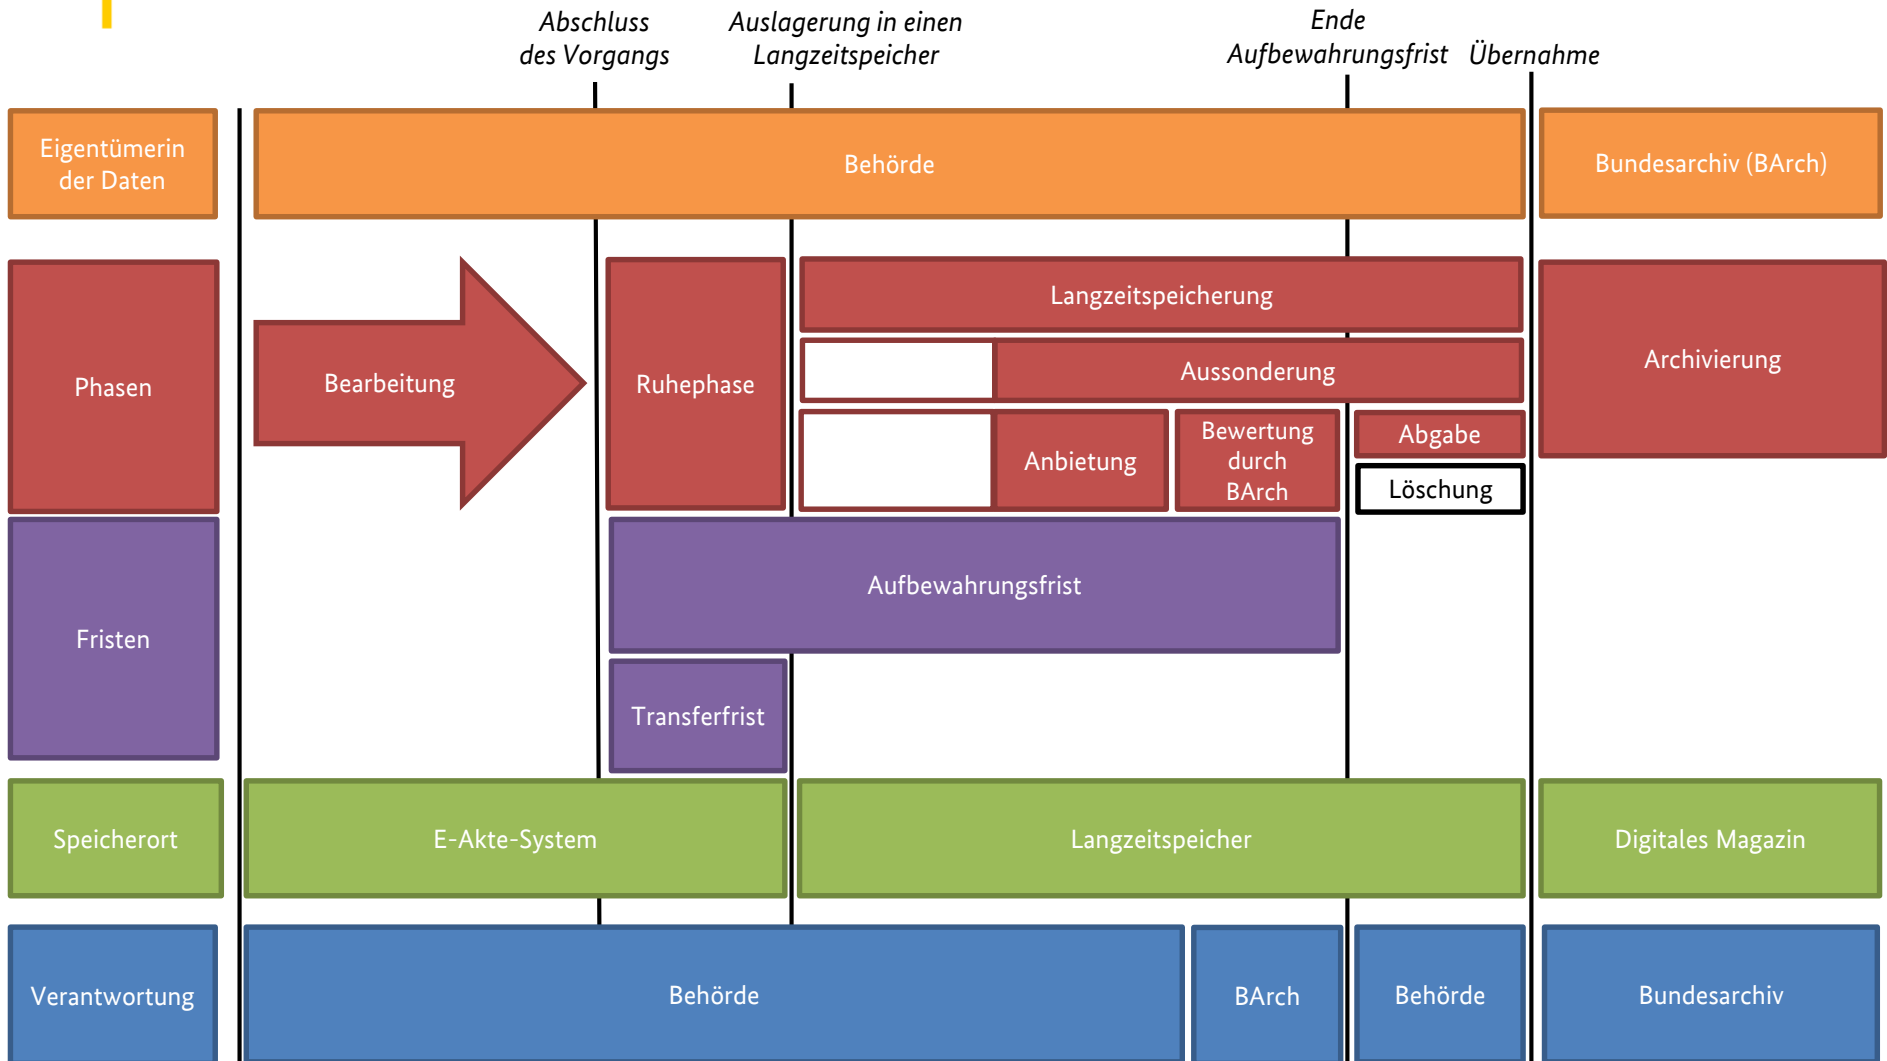 Abschluss
des Vorgangs
Auslagerung in einen
Langzeitspeicher
Ende
Aufbewahrungsfrist
Übernahme
Eigentümerin
der Daten
Behörde
Bundesarchiv (BArch)
Phasen
Bearbeitung
Ruhephase
Langzeitspeicherung
Aussonderung
Anbietung
Bewertung
durch
BArch
Abgabe
Löschung
Archivierung
Fristen
Aufbewahrungsfrist
Transferfrist
Speicherort
E-Akte-System
Langzeitspeicher
Digitales Magazin
Verantwortung
Behörde
BArch
Behörde
Bundesarchiv